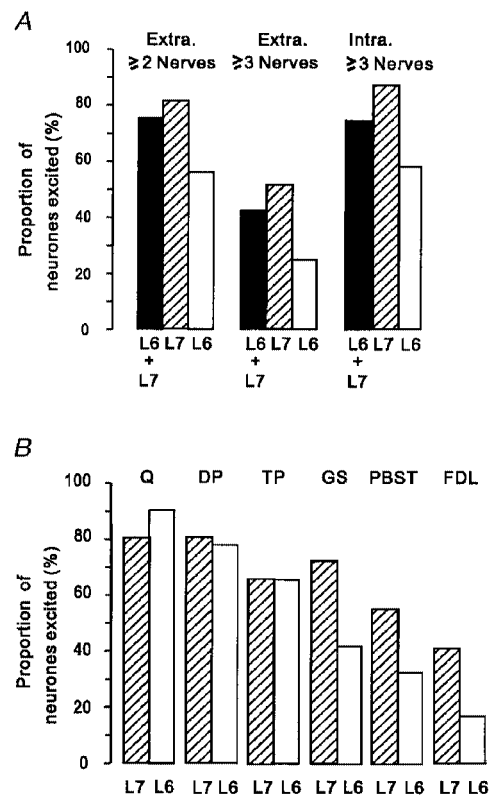 A
Extra. Extra. Intra.
⩾2 Nerves ⩾3 Nerves ⩾3 Nerves
Proportion of
neurones excited (%)
100
80
60
40
20
0
L6 L7 L6 L6 L7 L6 L6 L7 L6
+ + +
L7 L7 L7
B
Q DP TP GS PBST FDL
Proportion of
neurones excited (%)
100
80
60
40
20
0
L7 L6 L7 L6 L7 L6 L7 L6 L7 L6 L7 L6